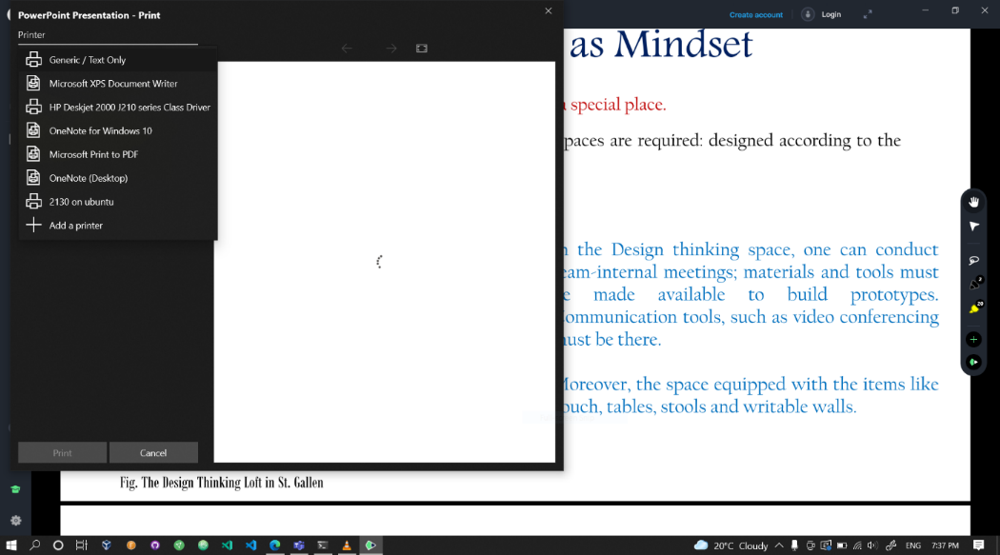 PowerPoint Presentation - Print
Create account
Login
Printer
Generic / Text Only
Microsoft XPS Document Writer
HP Deskjet 2000 J210 series Class Driver
OneNote for Windows 10
Microsoft Print to PDF
OneNote (Desktop)
2130 on ubuntu
Add a printer
Print
Cancel
as Mindset
special place.
paces are required: designed according to the
the Design thinking space, one can conduct
eam-internal meetings; materials and tools must
e made available to build prototypes.
ommunication tools, such as video conferencing
ust be there.
Moreover, the space equipped with the items like
ouch, tables, stools and writable walls.
Fig. The Design Thinking Loft in St. Gallen
2
20
20°C Cloudy
ENG
7:37 PM